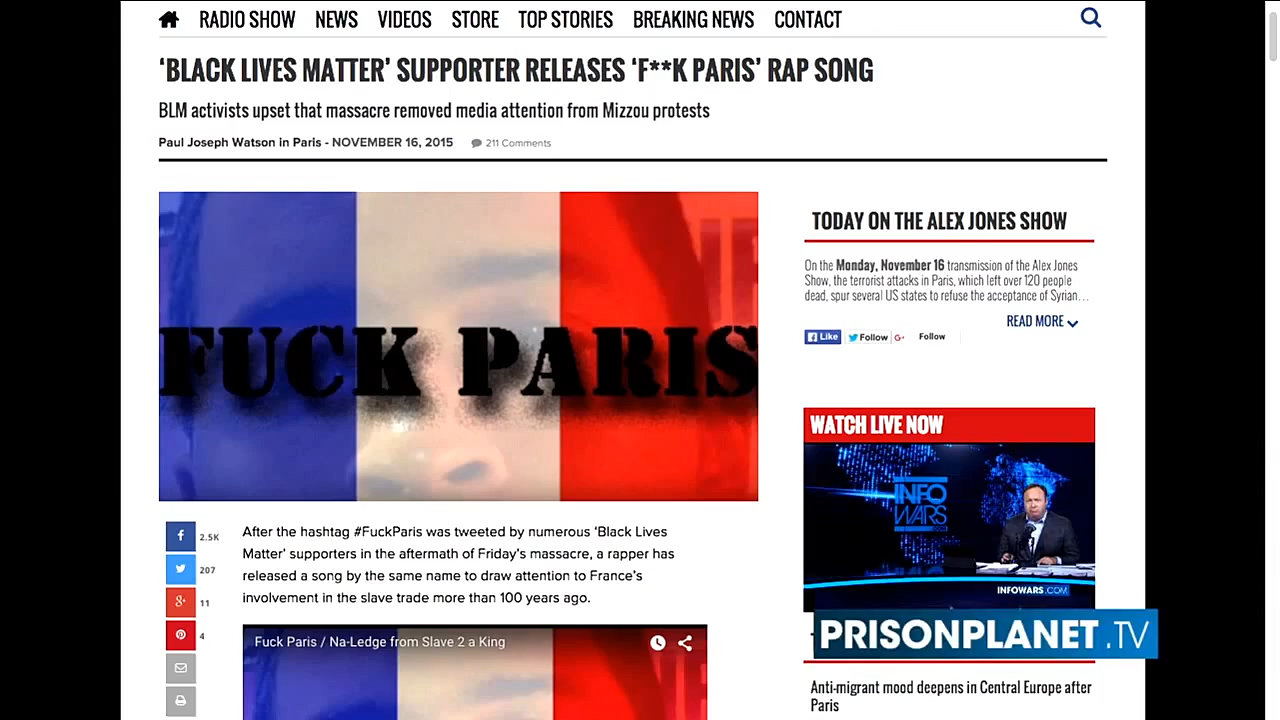 RADIO SHOW NEWS VIDEOS STORE TOP STORIES BREAKING NEWS CONTACT
‘BLACK LIVES MATTER’ SUPPORTER RELEASES ‘F**K PARIS’ RAP SONG
BLM activists upset that massacre removed media attention from Mizzou protests
Paul Joseph Watson in Paris - NOVEMBER 16, 2015 211 Comments
FUCK PARIS
2.5K
207
11
4
After the hashtag #FuckParis was tweeted by numerous ‘Black Lives
Matter’ supporters in the aftermath of Friday’s massacre, a rapper has
released a song by the same name to draw attention to France’s
involvement in the slave trade more than 100 years ago.
Fuck Paris / Na-Ledge from Slave 2 a King
TODAY ON THE ALEX JONES SHOW
On the Monday, November 16 transmission of the Alex Jones
Show, the terrorist attacks in Paris, which left over 120 people
dead, spur several US states to refuse the acceptance of Syrian…
READ MORE
Like Follow G+ Follow
WATCH LIVE NOW
INFO
WARS
INFOWARS.COM
PRISONPLANET.TV
Anti-migrant mood deepens in Central Europe after
Paris